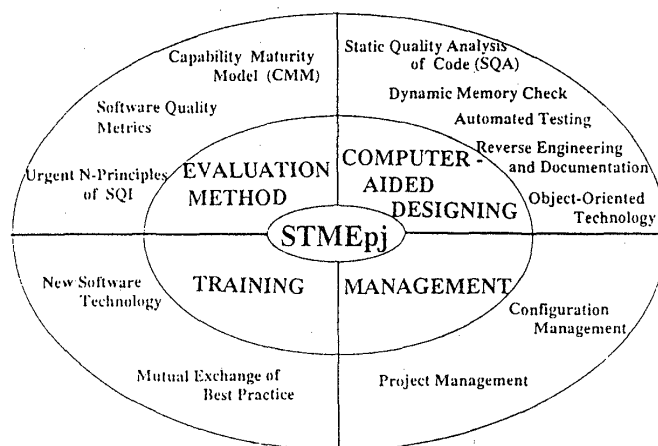 Capability Maturity
Model (CMM)
Software Quality
Metrics
Urgent N-Principles
of SQI
EVALUATION
METHOD
Static Quality Analysis
of Code (SQA)
Dynamic Memory Check
Automated Testing
Reverse Engineering
and Documentation
Object-Oriented
Technology
COMPUTER -
AIDED
DESIGNING
STMEpj
New Software
Technology
Mutual Exchange of
Best Practice
TRAINING
MANAGEMENT
Configuration
Management
Project Management